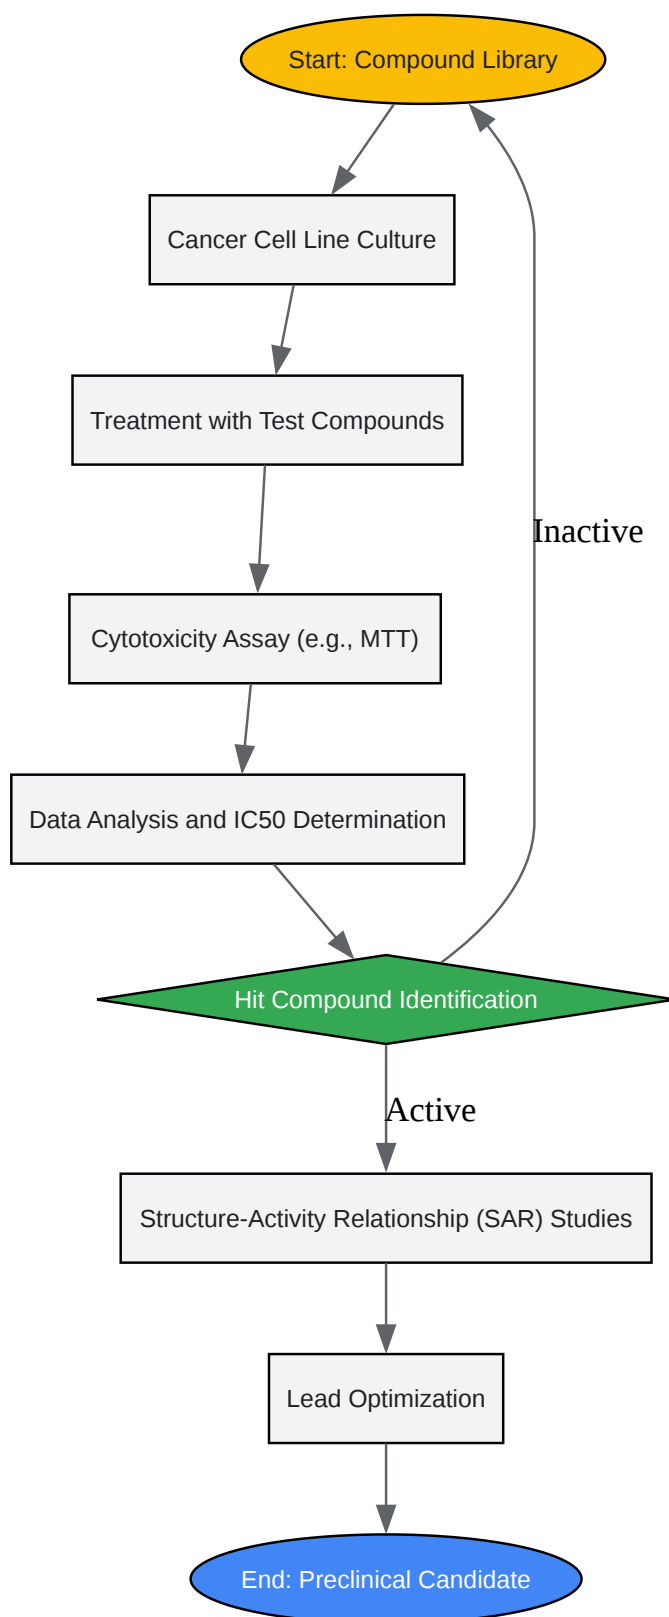 Start: Compound Library
Cancer Cell Line Culture
Treatment with Test Compounds
Inactive
Cytotoxicity Assay (e.g., MTT)
Data Analysis and IC50 Determination
Hit Compound Identification
Active
Structure-Activity Relationship (SAR) Studies
Lead Optimization
End: Preclinical Candidate